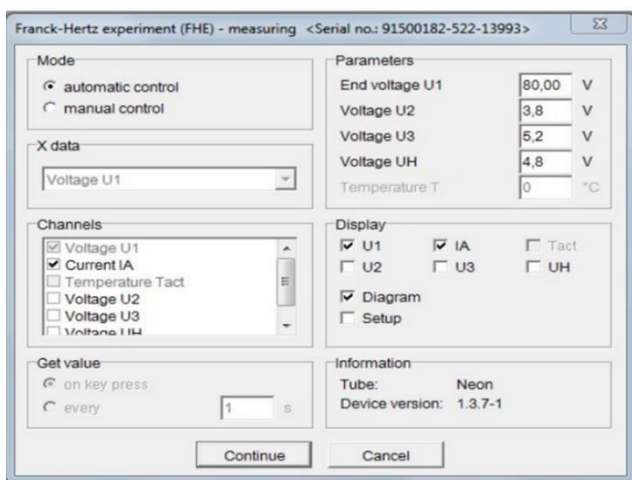 Franck-Hertz experiment (FHE) - measuring <Serial no.: 91500182-522-13993>
Mode
automatic control
manual control
X data
Voltage U1
Channels
Voltage U1
Current IA
Temperature Tact
Voltage U2
Voltage U3
Voltage UH
Get value
on key press
every 1 s
Parameters
End voltage U1 80,00 V
Voltage U2 3,8 V
Voltage U3 5,2 V
Voltage UH 4,8 V
Temperature T 0 °C
Display
U1 IA Tact
U2 U3 UH
Diagram
Setup
Information
Tube: Neon
Device version: 1.3.7-1
Continue Cancel